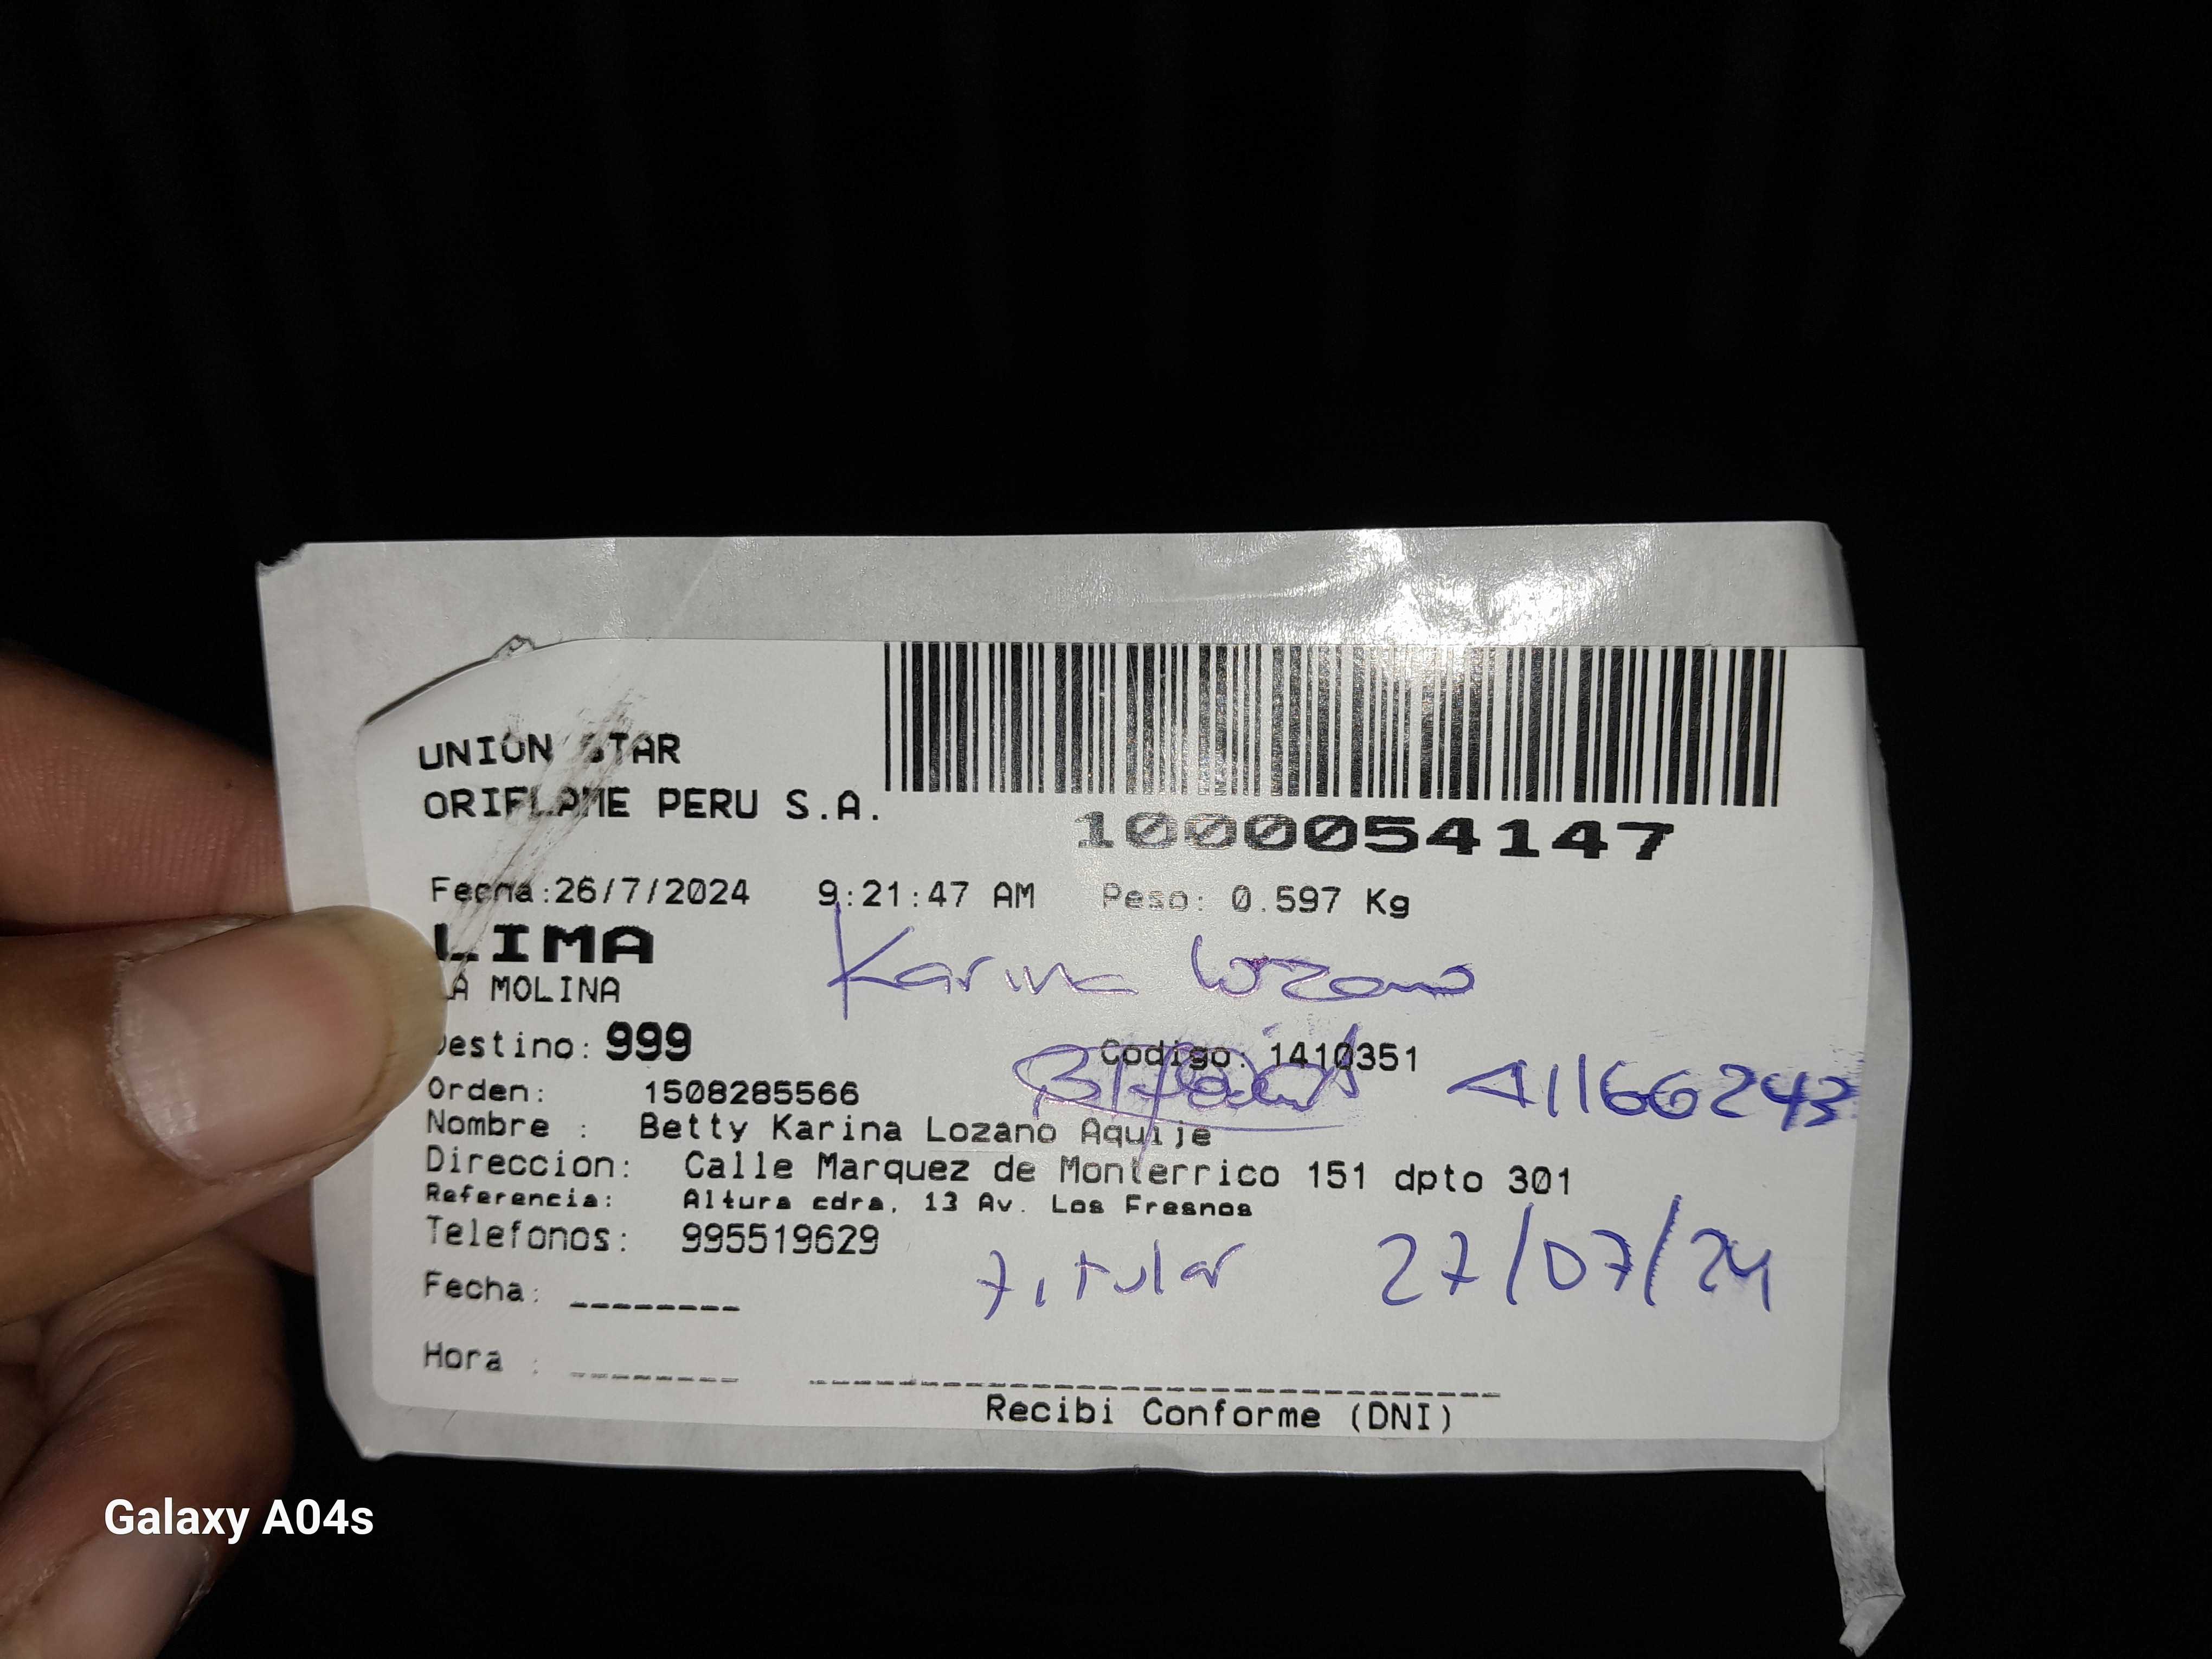 UNION STAR
ORIFLAME PERU S.A.
1000054147
Fecha:26/7/2024 9:21:47 AM Peso: 0.597 Kg
LIMA
LA MOLINA
Karina Lozano
Destino: 999 Codigo: 1410351
41166243
Orden: 1508285566
Nombre : Betty Karina Lozano Aquije
Direccion: Calle Marquez de Monterrico 151 dpto 301
Referencia: Altura cdra. 13 Av. Los Fresnos
Telefonos: 995519629
Titular 27/07/24
Fecha: --------
Hora : --------
Recibi Conforme (DNI)
Galaxy A04s